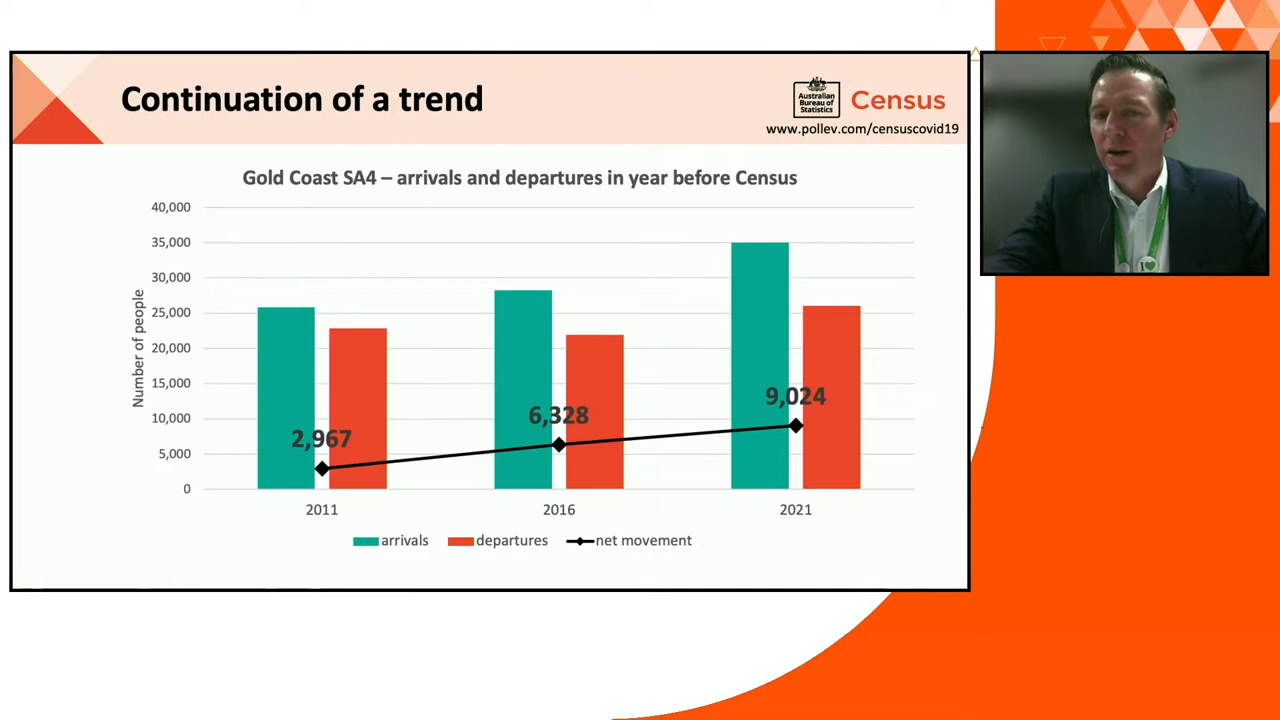 Continuation of a trend
Australian
Bureau of
Statistics
Census
www.pollev.com/censuscovid19
Gold Coast SA4 – arrivals and departures in year before Census
Number of people
40,000
35,000
30,000
25,000
20,000
15,000
10,000
5,000
0
2,967
6,328
9,024
2011
2016
2021
arrivals
departures
net movement